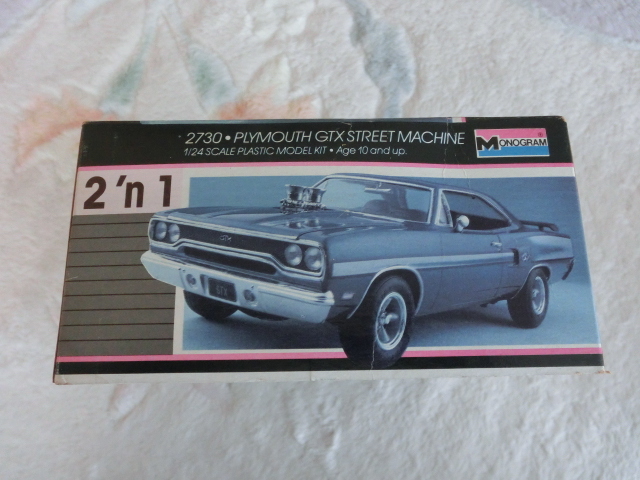 2730 • PLYMOUTH GTX STREET MACHINE
1/24 SCALE PLASTIC MODEL KIT • Age 10 and up.
MONOGRAM®
2 'n 1
GTX
GTX